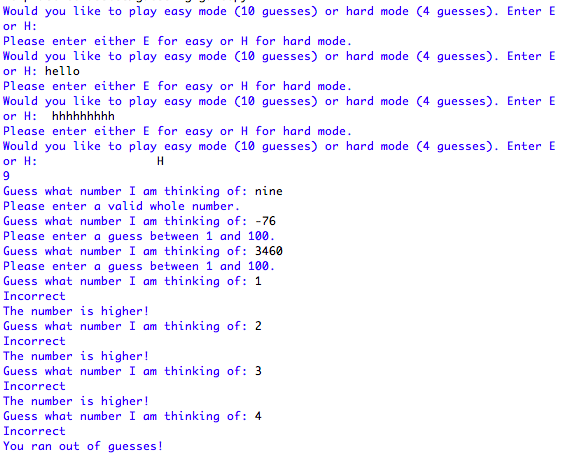 Would you like to play easy mode (10 guesses) or hard mode (4 guesses). Enter E
or H:
Please enter either E for easy or H for hard mode.
Would you like to play easy mode (10 guesses) or hard mode (4 guesses). Enter E
or H: hello
Please enter either E for easy or H for hard mode.
Would you like to play easy mode (10 guesses) or hard mode (4 guesses). Enter E
or H:  hhhhhhhhh
Please enter either E for easy or H for hard mode.
Would you like to play easy mode (10 guesses) or hard mode (4 guesses). Enter E
or H:                 H
9
Guess what number I am thinking of: nine
Please enter a valid whole number.
Guess what number I am thinking of: -76
Please enter a guess between 1 and 100.
Guess what number I am thinking of: 3460
Please enter a guess between 1 and 100.
Guess what number I am thinking of: 1
Incorrect
The number is higher!
Guess what number I am thinking of: 2
Incorrect
The number is higher!
Guess what number I am thinking of: 3
Incorrect
The number is higher!
Guess what number I am thinking of: 4
Incorrect
You ran out of guesses!